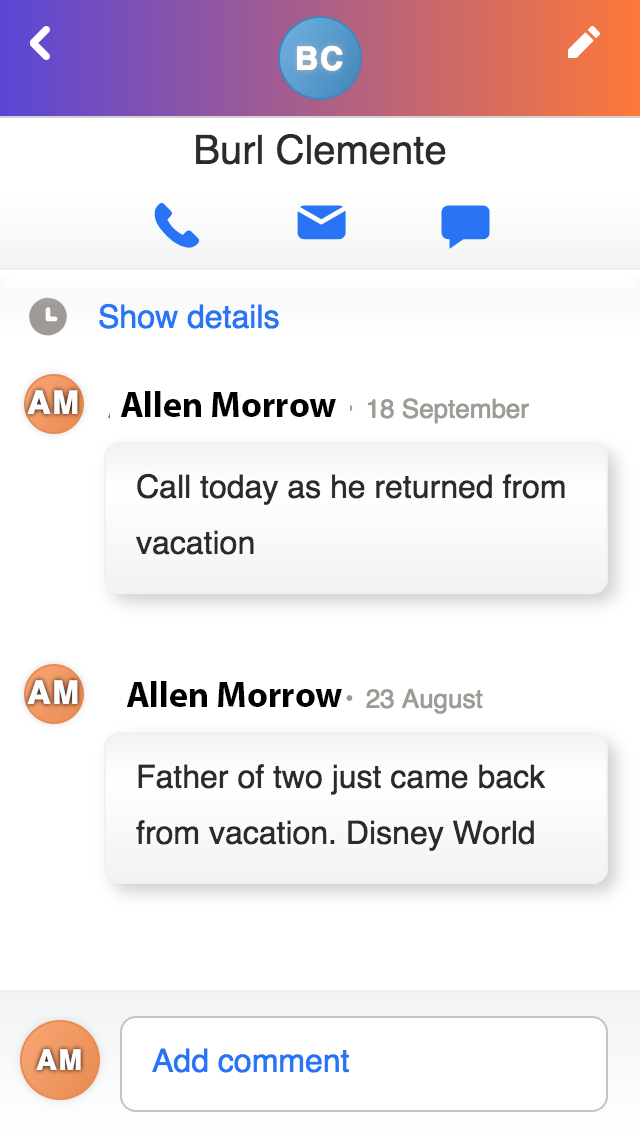 BC
Burl Clemente
Show details
AM Allen Morrow · 18 September
Call today as he returned from
vacation
AM Allen Morrow · 23 August
Father of two just came back
from vacation. Disney World
AM Add comment